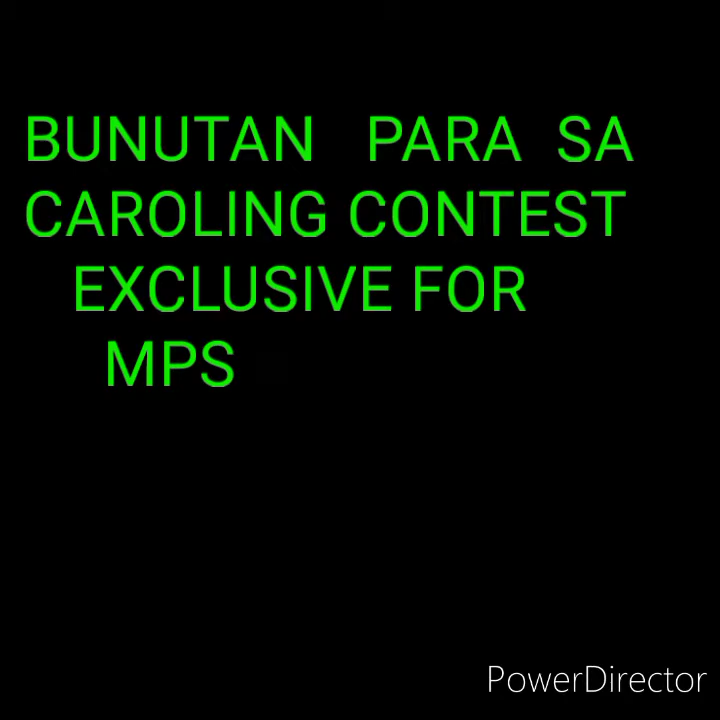 BUNUTAN PARA SA
CAROLING CONTEST
EXCLUSIVE FOR
MPS
PowerDirector